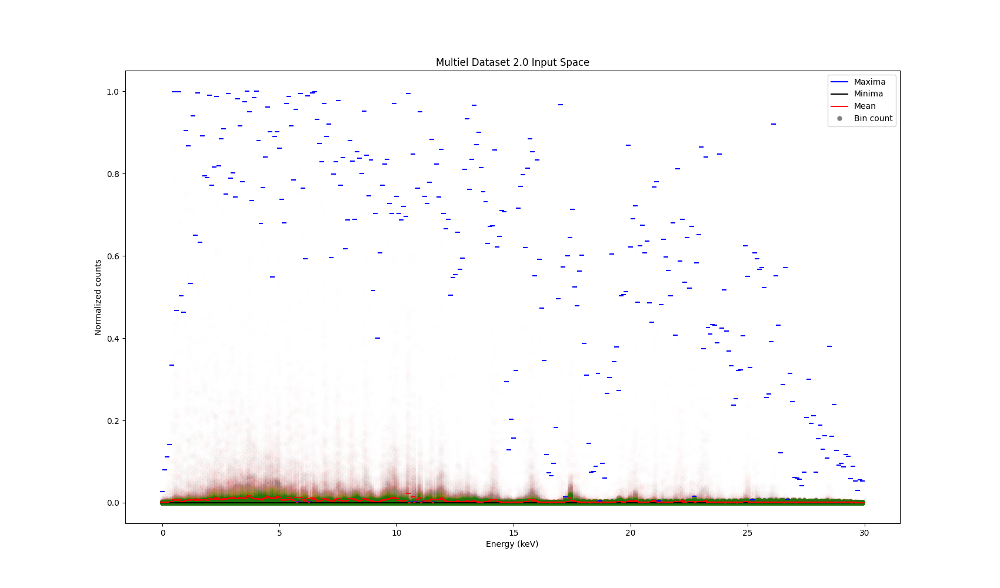 Multiel Dataset 2.0 Input Space
Maxima
Minima
Mean
Bin count
Normalized counts
1.0
0.8
0.6
0.4
0.2
0.0
0 5 10 15 20 25 30
Energy (keV)